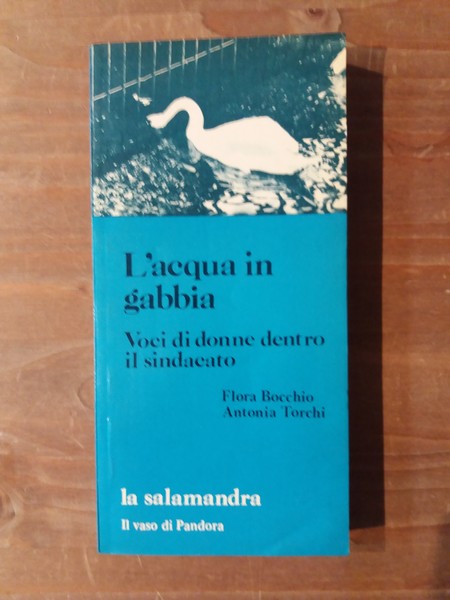 L'acqua in
gabbia
Voci di donne dentro
il sindacato
Flora Bocchio
Antonia Torchi
la salamandra
Il vaso di Pandora